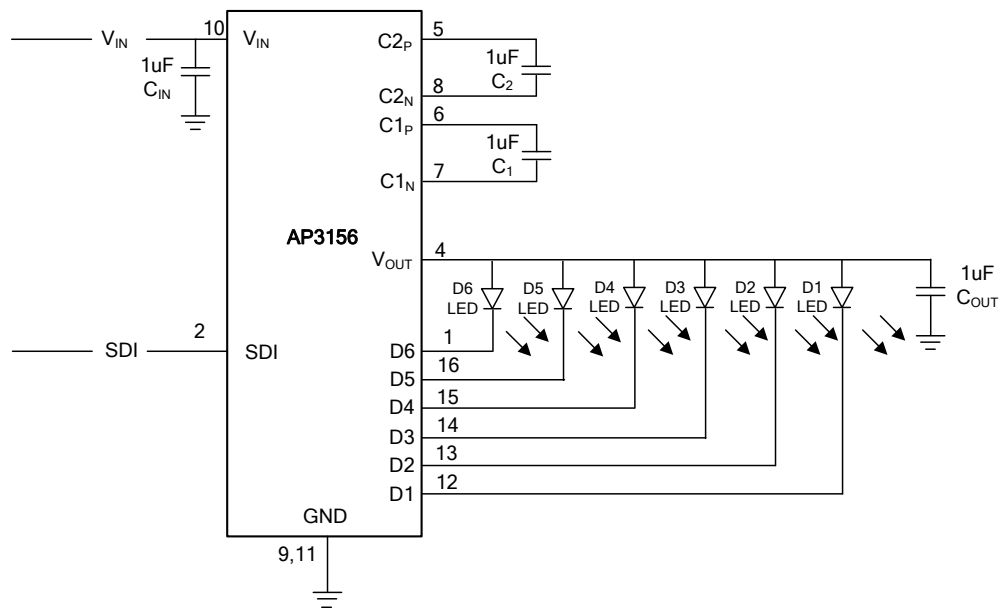 10
V_IN
V_IN
1uF
C_IN
5
C2_P
1uF
C_2
C2_N
8
6
C1_P
1uF
C_1
C1_N
7
AP3156
V_OUT
4
1uF
C_OUT
D6
LED
D5
LED
D4
LED
D3
LED
D2
LED
D1
LED
SDI
2
SDI
D6
1
D5
16
D4
15
D3
14
D2
13
D1
12
GND
9,11